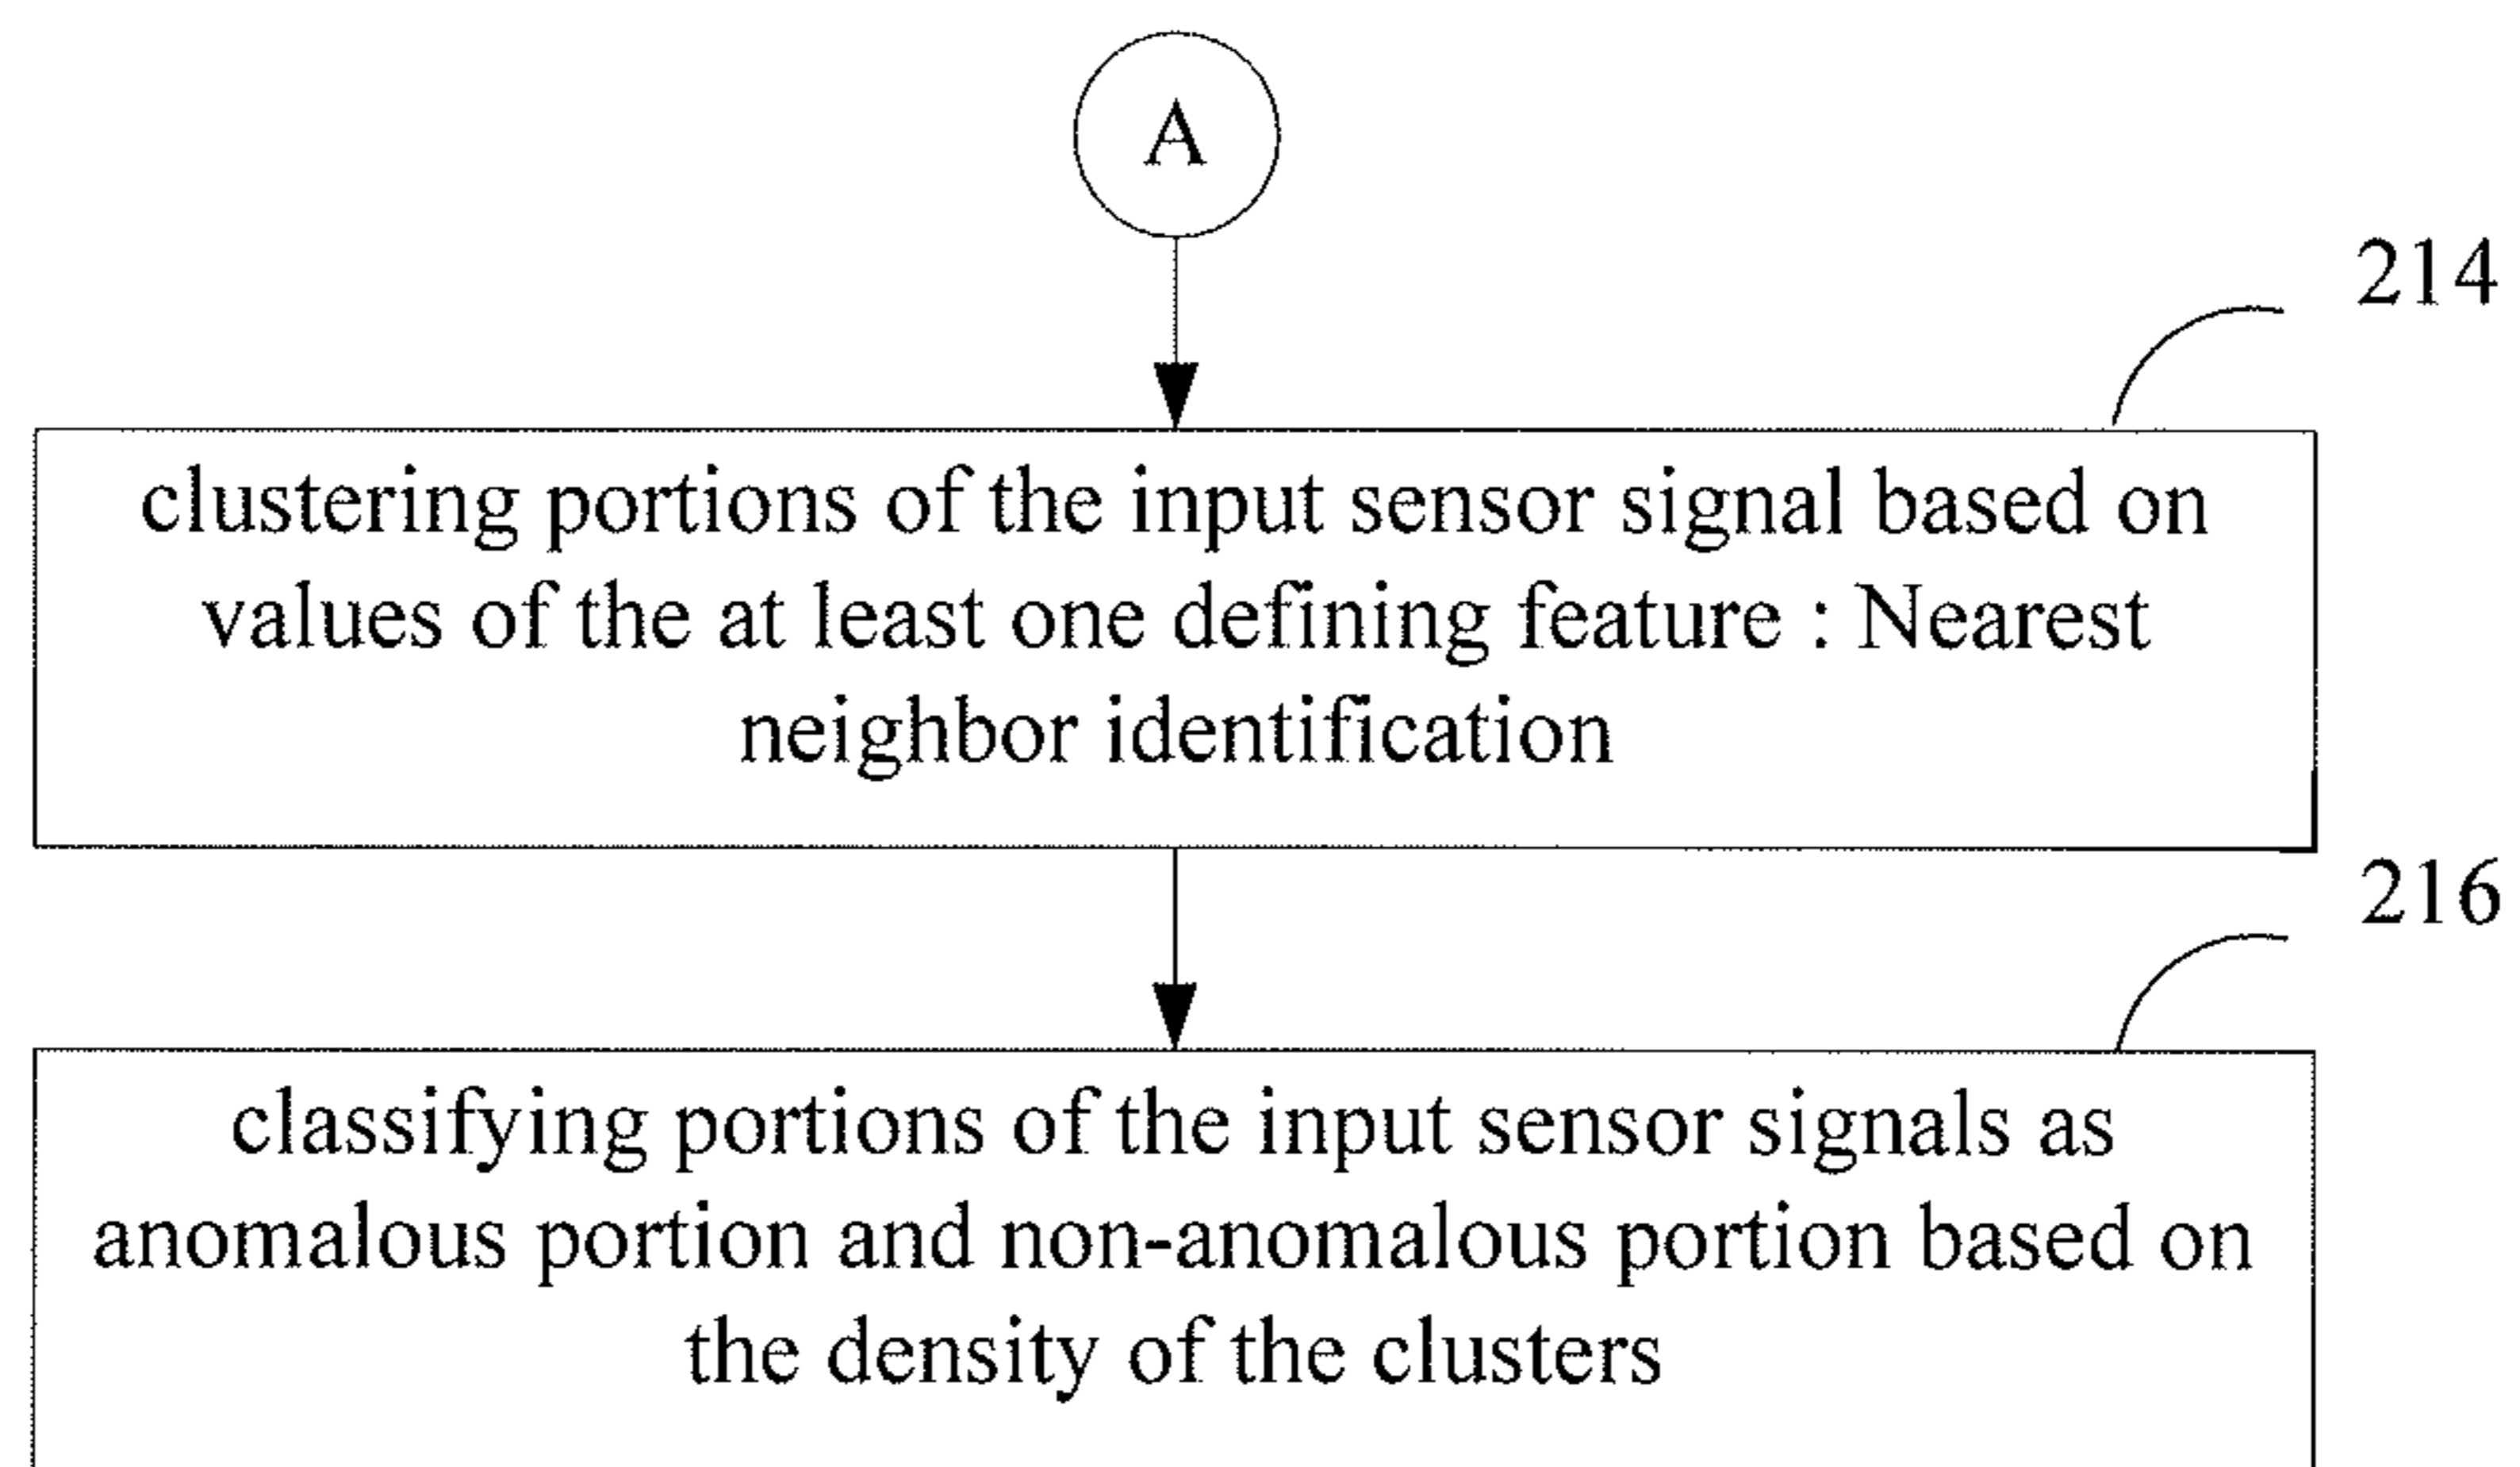 A
214
clustering portions of the input sensor signal based on
values of the at least one defining feature : Nearest
neighbor identification
216
classifying portions of the input sensor signals as
anomalous portion and non-anomalous portion based on
the density of the clusters